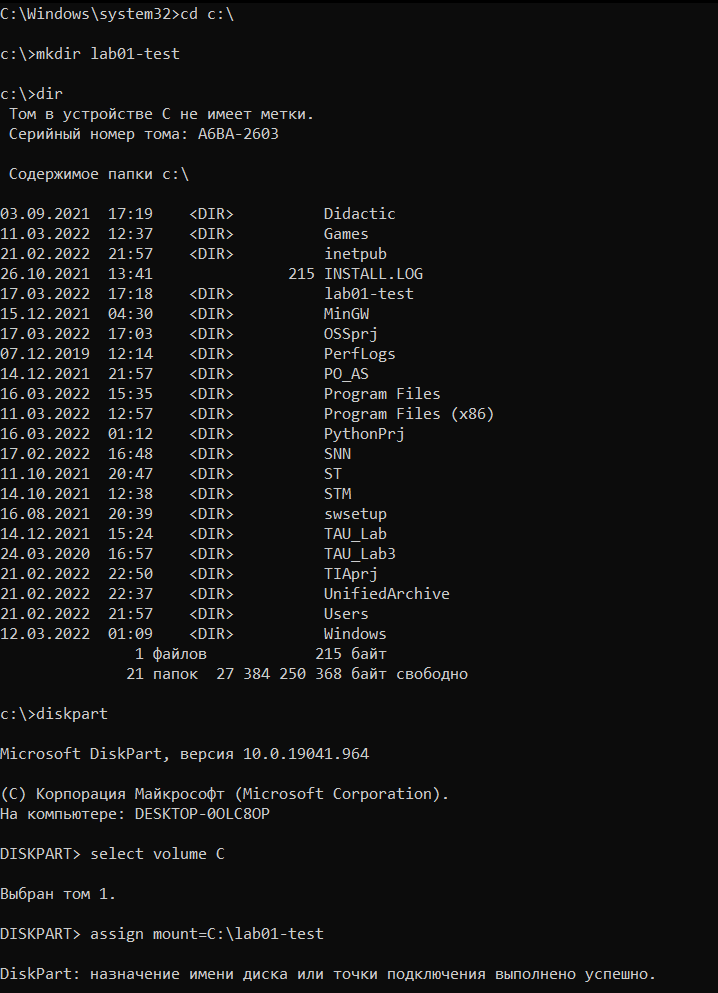 C:\Windows\system32>cd c:\
c:\>mkdir lab01-test
c:\>dir
Том в устройстве C не имеет метки.
Серийный номер тома: A6BA-2603
Содержимое папки c:\
03.09.2021  17:19    <DIR>          Didactic
11.03.2022  12:37    <DIR>          Games
21.02.2022  21:57    <DIR>          inetpub
26.10.2021  13:41               215 INSTALL.LOG
17.03.2022  17:18    <DIR>          lab01-test
15.12.2021  04:30    <DIR>          MinGW
17.03.2022  17:03    <DIR>          OSSprj
07.12.2019  12:14    <DIR>          PerfLogs
14.12.2021  21:57    <DIR>          PO_AS
16.03.2022  15:35    <DIR>          Program Files
11.03.2022  12:57    <DIR>          Program Files (x86)
16.03.2022  01:12    <DIR>          PythonPrj
17.02.2022  16:48    <DIR>          SNN
11.10.2021  20:47    <DIR>          ST
14.10.2021  12:38    <DIR>          STM
16.08.2021  20:39    <DIR>          swsetup
14.12.2021  15:24    <DIR>          TAU_Lab
24.03.2020  16:57    <DIR>          TAU_Lab3
21.02.2022  22:50    <DIR>          TIAprj
21.02.2022  22:37    <DIR>          UnifiedArchive
21.02.2022  21:57    <DIR>          Users
12.03.2022  01:09    <DIR>          Windows
1 файлов            215 байт
21 папок  27 384 250 368 байт свободно
c:\>diskpart
Microsoft DiskPart, версия 10.0.19041.964
(C) Корпорация Майкрософт (Microsoft Corporation).
На компьютере: DESKTOP-0OLC8OP
DISKPART> select volume C
Выбран том 1.
DISKPART> assign mount=C:\lab01-test
DiskPart: назначение имени диска или точки подключения выполнено успешно.